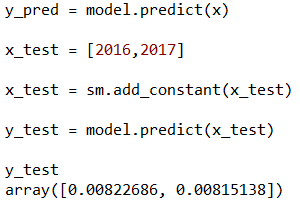 y_pred = model.predict(x)
x_test = [2016,2017]
x_test = sm.add_constant(x_test)
y_test = model.predict(x_test)
y_test
array([0.00822686, 0.00815138])